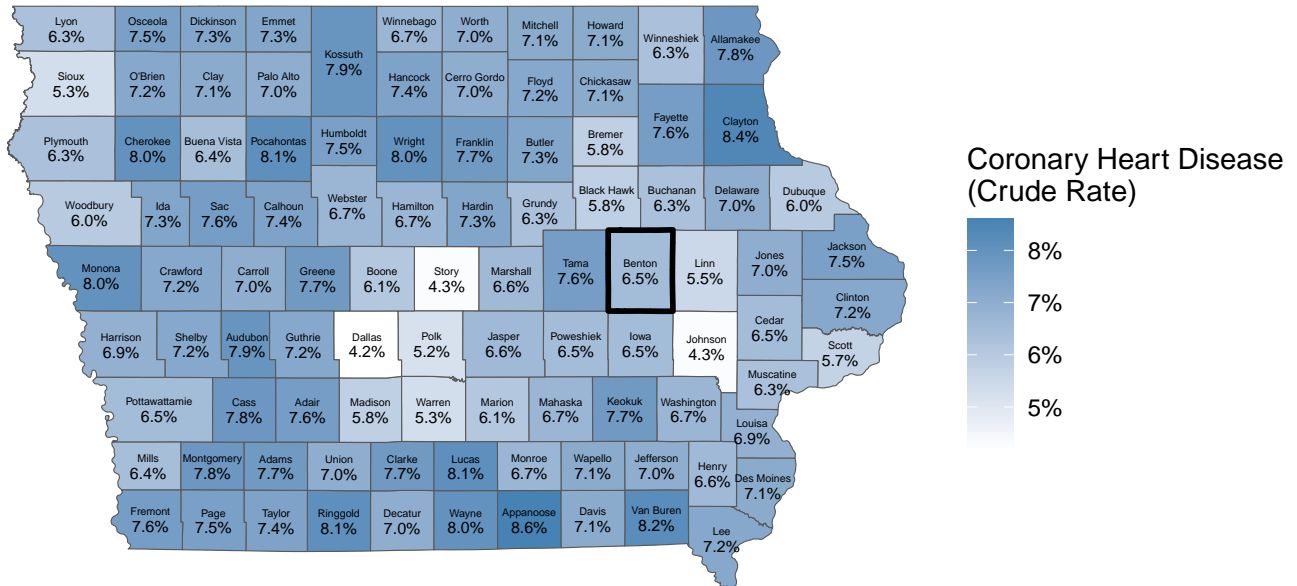 Lyon
6.3%
Osceola
7.5%
Dickinson
7.3%
Emmet
7.3%
Kossuth
7.9%
Winnebago
6.7%
Worth
7.0%
Mitchell
7.1%
Howard
7.1%
Winneshiek
6.3%
Allamakee
7.8%
Sioux
5.3%
O'Brien
7.2%
Clay
7.1%
Palo Alto
7.0%
Hancock
7.4%
Cerro Gordo
7.0%
Floyd
7.2%
Chickasaw
7.1%
Fayette
7.6%
Clayton
8.4%
Plymouth
6.3%
Cherokee
8.0%
Buena Vista
6.4%
Pocahontas
8.1%
Humboldt
7.5%
Wright
8.0%
Franklin
7.7%
Butler
7.3%
Bremer
5.8%
Woodbury
6.0%
Ida
7.3%
Sac
7.6%
Calhoun
7.4%
Webster
6.7%
Hamilton
6.7%
Hardin
7.3%
Grundy
6.3%
Black Hawk
5.8%
Buchanan
6.3%
Delaware
7.0%
Dubuque
6.0%
Monona
8.0%
Crawford
7.2%
Carroll
7.0%
Greene
7.7%
Boone
6.1%
Story
4.3%
Marshall
6.6%
Tama
7.6%
Benton
6.5%
Linn
5.5%
Jones
7.0%
Jackson
7.5%
Clinton
7.2%
Harrison
6.9%
Shelby
7.2%
Audubon
7.9%
Guthrie
7.2%
Dallas
4.2%
Polk
5.2%
Jasper
6.6%
Poweshiek
6.5%
Iowa
6.5%
Johnson
4.3%
Cedar
6.5%
Scott
5.7%
Muscatine
6.3%
Pottawattamie
6.5%
Cass
7.8%
Adair
7.6%
Madison
5.8%
Warren
5.3%
Marion
6.1%
Mahaska
6.7%
Keokuk
7.7%
Washington
6.7%
Louisa
6.9%
Mills
6.4%
Montgomery
7.8%
Adams
7.7%
Union
7.0%
Clarke
7.7%
Lucas
8.1%
Monroe
6.7%
Wapello
7.1%
Jefferson
7.0%
Henry
6.6%
Des Moines
7.1%
Fremont
7.6%
Page
7.5%
Taylor
7.4%
Ringgold
8.1%
Decatur
7.0%
Wayne
8.0%
Appanoose
8.6%
Davis
7.1%
Van Buren
8.2%
Lee
7.2%
Coronary Heart Disease
(Crude Rate)
8%
7%
6%
5%